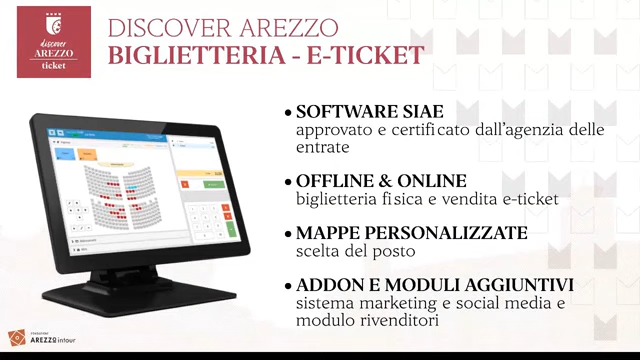 discover
AREZZO
ticket
DISCOVER AREZZO
BIGLIETTERIA - E-TICKET
• SOFTWARE SIAE
approvato e certificato dall'agenzia delle
entrate
• OFFLINE & ONLINE
biglietteria fisica e vendita e-ticket
• MAPPE PERSONALIZZATE
scelta del posto
• ADDON E MODULI AGGIUNTIVI
sistema marketing e social media e
modulo rivenditori
AREZZO intour